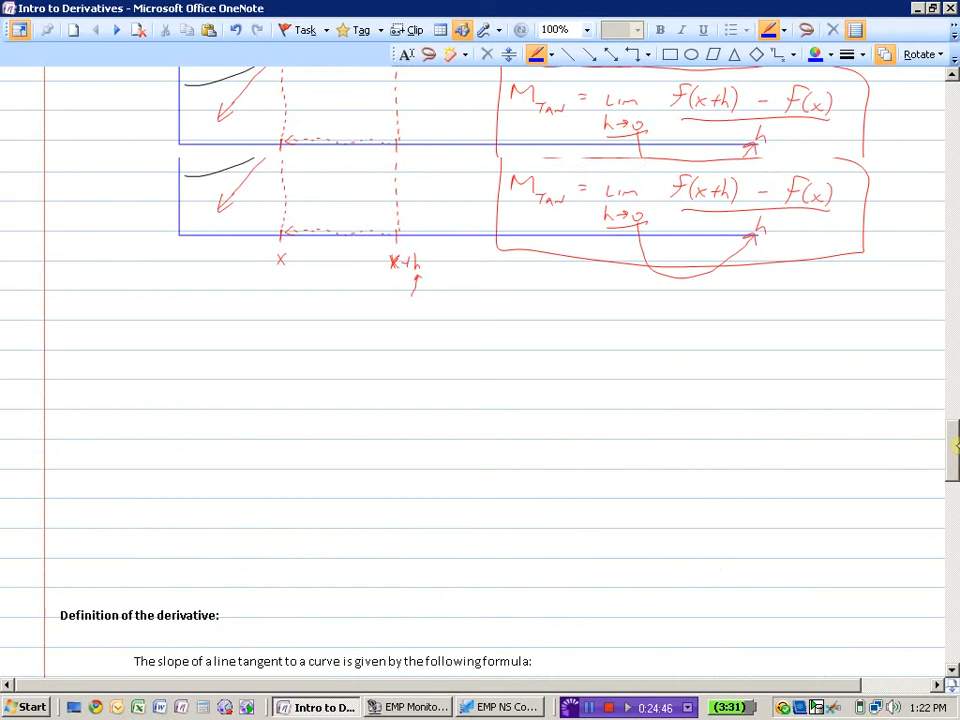 Intro to Derivatives - Microsoft Office OneNote
Task Tag Clip 100% B I U
Rotate
M TAN = Lim h→0 f(x+h) - f(x)
h
M TAN = Lim h→0 f(x+h) - f(x)
h
x x+h
Definition of the derivative:
The slope of a line tangent to a curve is given by the following formula:
Start Intro to D... EMP Monito... EMP NS Co... 0:24:46 (3:31) 1:22 PM